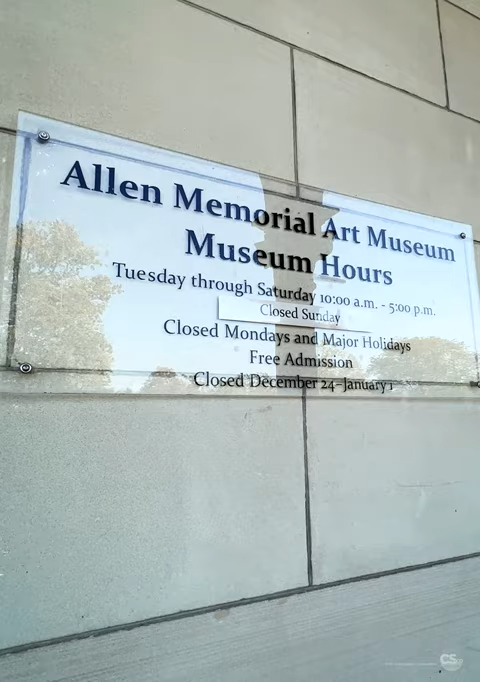 Allen Memorial Art Museum
Museum Hours
Tuesday through Saturday 10:00 a.m. - 5:00 p.m.
Closed Sunday
Closed Mondays and Major Holidays
Free Admission
Closed December 24–January 1
CS